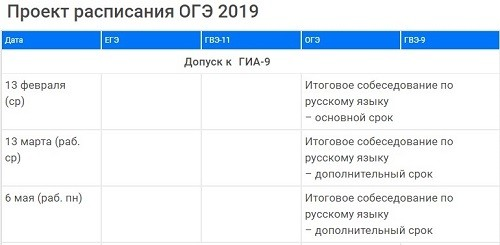 Проект расписания ОГЭ 2019
Дата ЕГЭ ГВЭ-11 ОГЭ ГВЭ-9
Допуск к ГИА-9
13 февраля Итоговое собеседование по
(ср) русскому языку
– основной срок
13 марта (раб. Итоговое собеседование по
ср) русскому языку
– дополнительный срок
6 мая (раб. пн) Итоговое собеседование по
русскому языку
– дополнительный срок